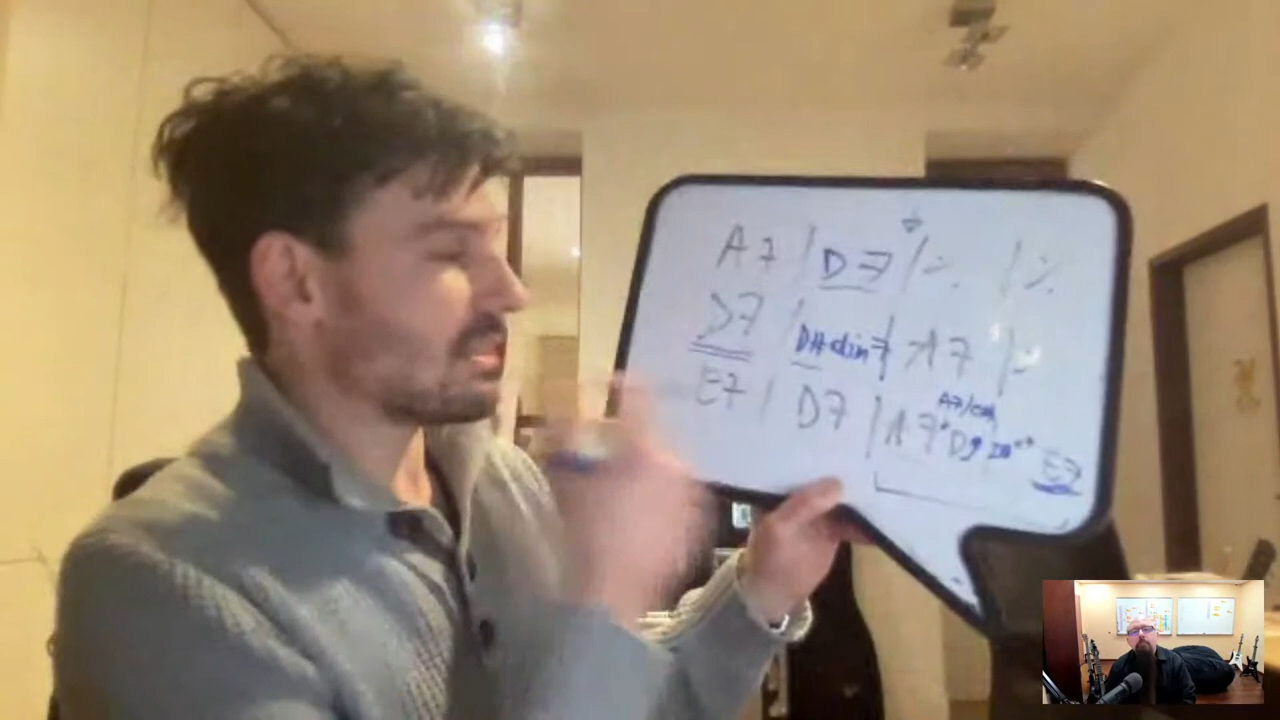 A7 | D7 | ٪ | ٪
D7 | D#dim7 | A7 | ٪
E7 | D7 | A7 D9 E7